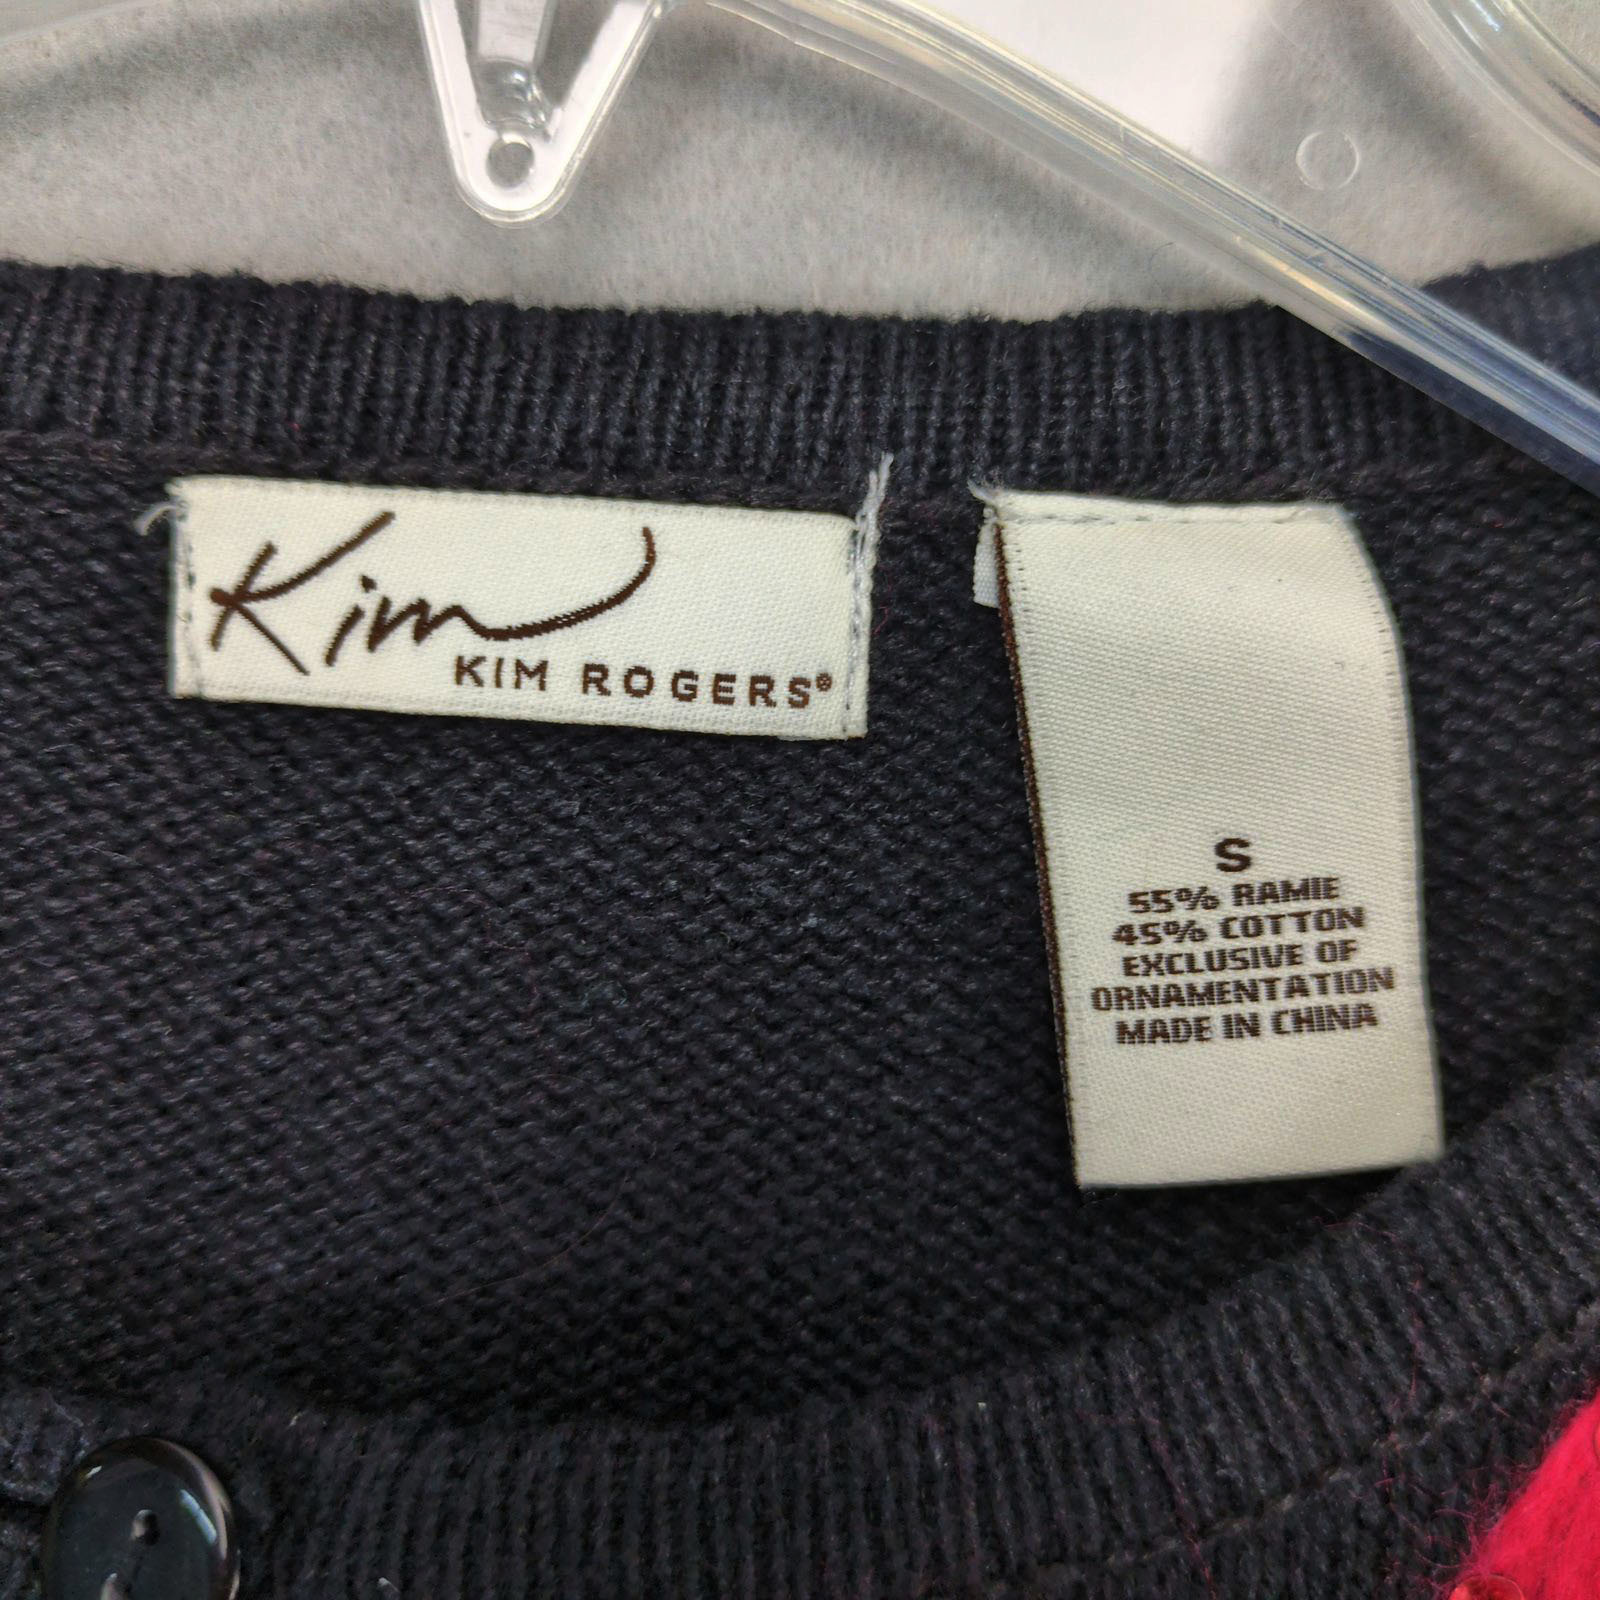 Kim
KIM ROGERS®
S
55% RAMIE
45% COTTON
EXCLUSIVE OF
ORNAMENTATION
MADE IN CHINA